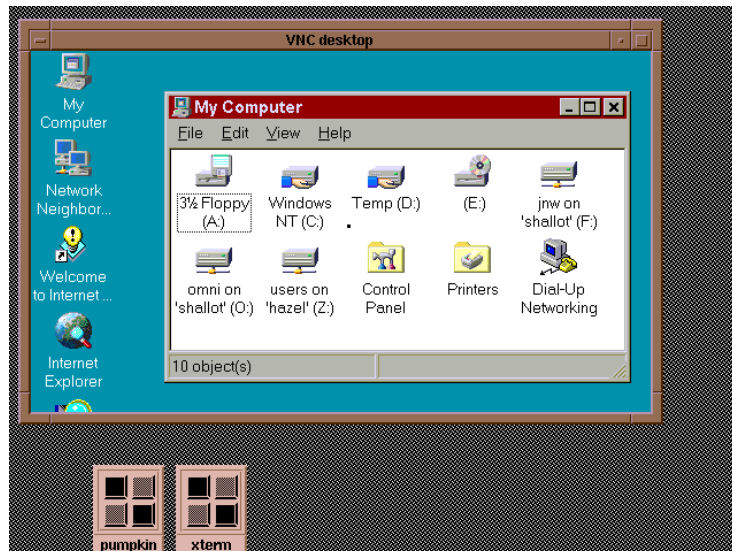 VNC desktop
My
Computer
Network
Neighbor...
Welcome
to Internet ...
Internet
Explorer
My Computer
File Edit View Help
3½ Floppy
(A:)
Windows
NT (C:)
Temp (D:)
(E:)
jnw on
'shallot' (F:)
omni on
'shallot' (O:)
users on
'hazel' (Z:)
Control
Panel
Printers
Dial-Up
Networking
10 object(s)
pumpkin
xterm